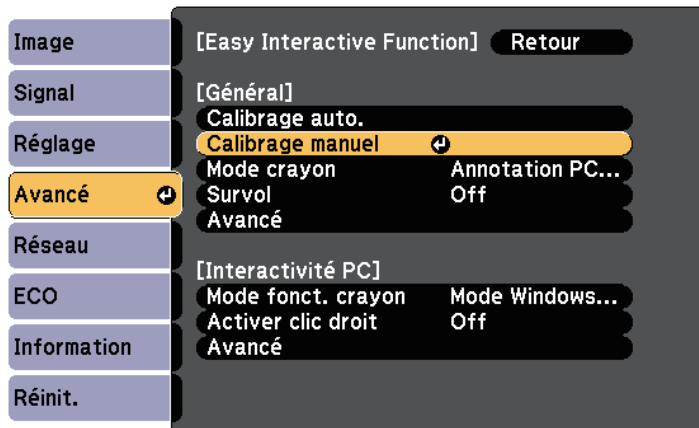 Image
Signal
Réglage
Avancé
Réseau
ECO
Information
Réinit.
[Easy Interactive Function] Retour
[Général]
Calibrage auto.
Calibrage manuel
Mode crayon Annotation PC...
Survol Off
Avancé
[Interactivité PC]
Mode fonct. crayon Mode Windows...
Activer clic droit Off
Avancé